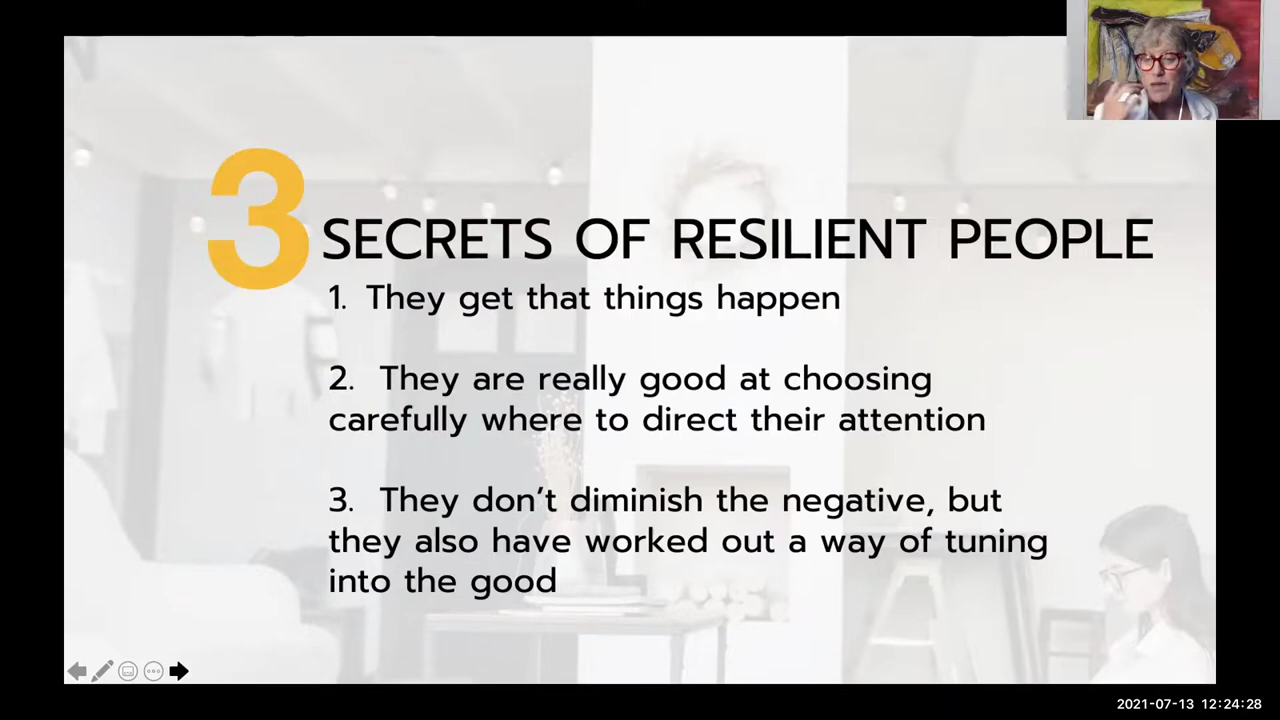 3 SECRETS OF RESILIENT PEOPLE
1. They get that things happen
2. They are really good at choosing
carefully where to direct their attention
3. They don’t diminish the negative, but
they also have worked out a way of tuning
into the good
2021-07-13 12:24:28